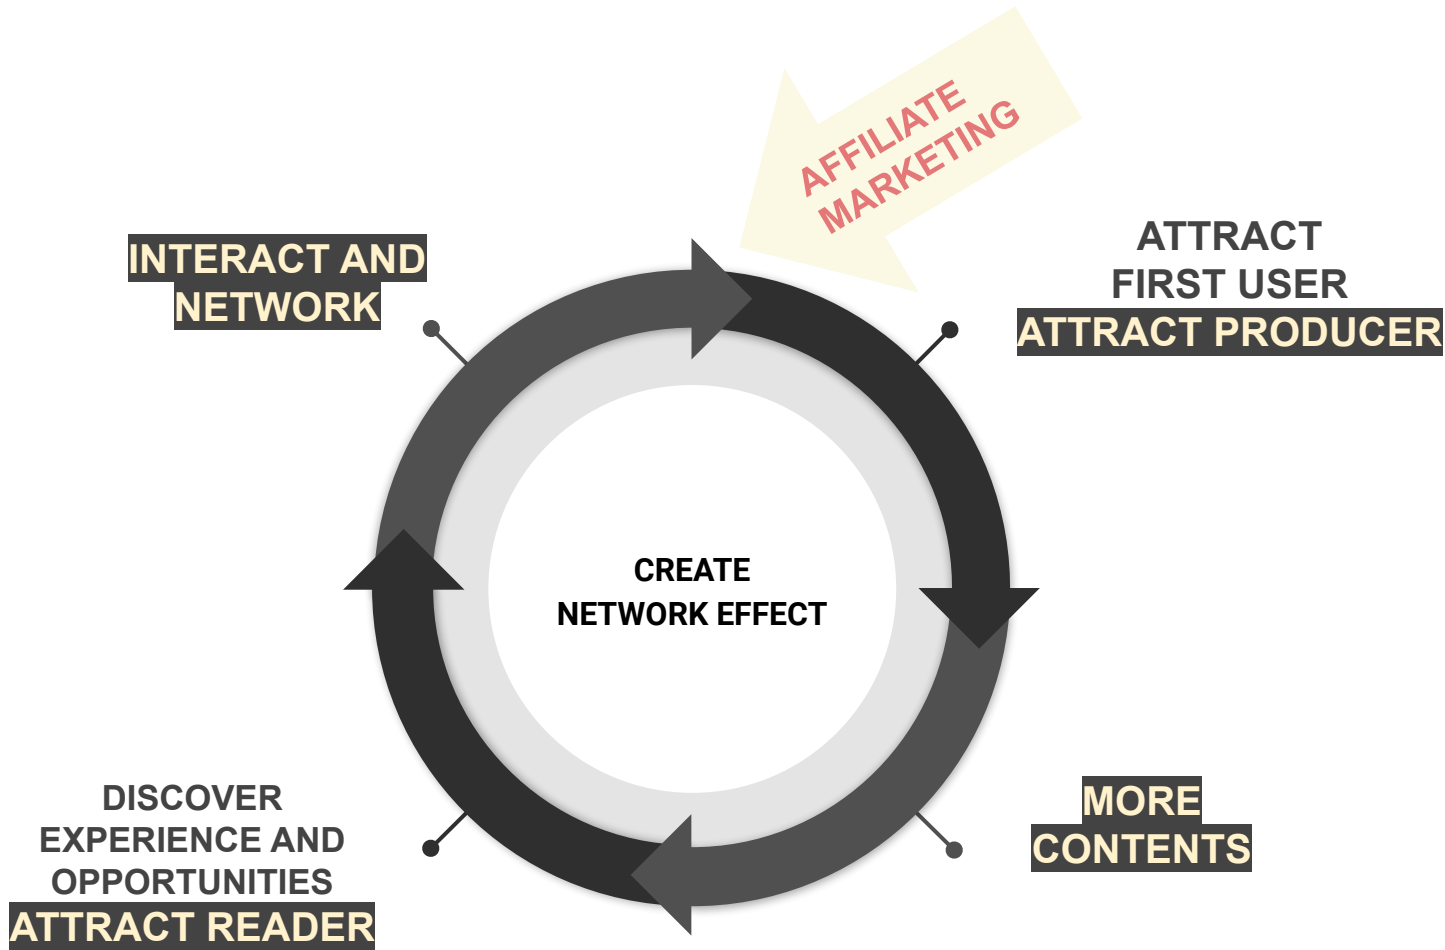 AFFILIATE
MARKETING
INTERACT AND
NETWORK
ATTRACT
FIRST USER
ATTRACT PRODUCER
CREATE
NETWORK EFFECT
DISCOVER
EXPERIENCE AND
OPPORTUNITIES
ATTRACT READER
MORE
CONTENTS